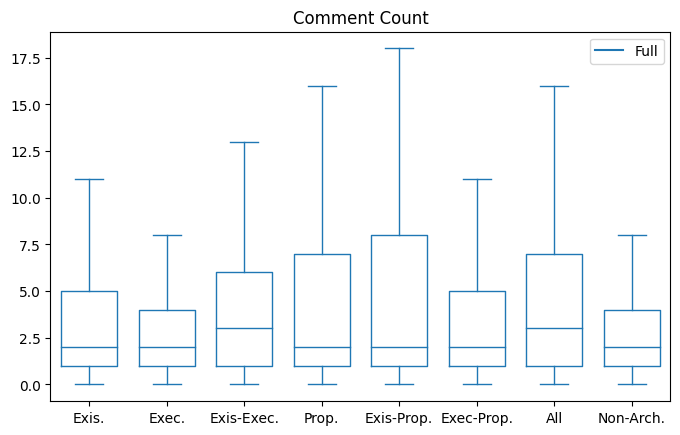 Comment Count
Full
17.5
15.0
12.5
10.0
7.5
5.0
2.5
0.0
Exis. Exec. Exis-Exec. Prop. Exis-Prop. Exec-Prop. All Non-Arch.